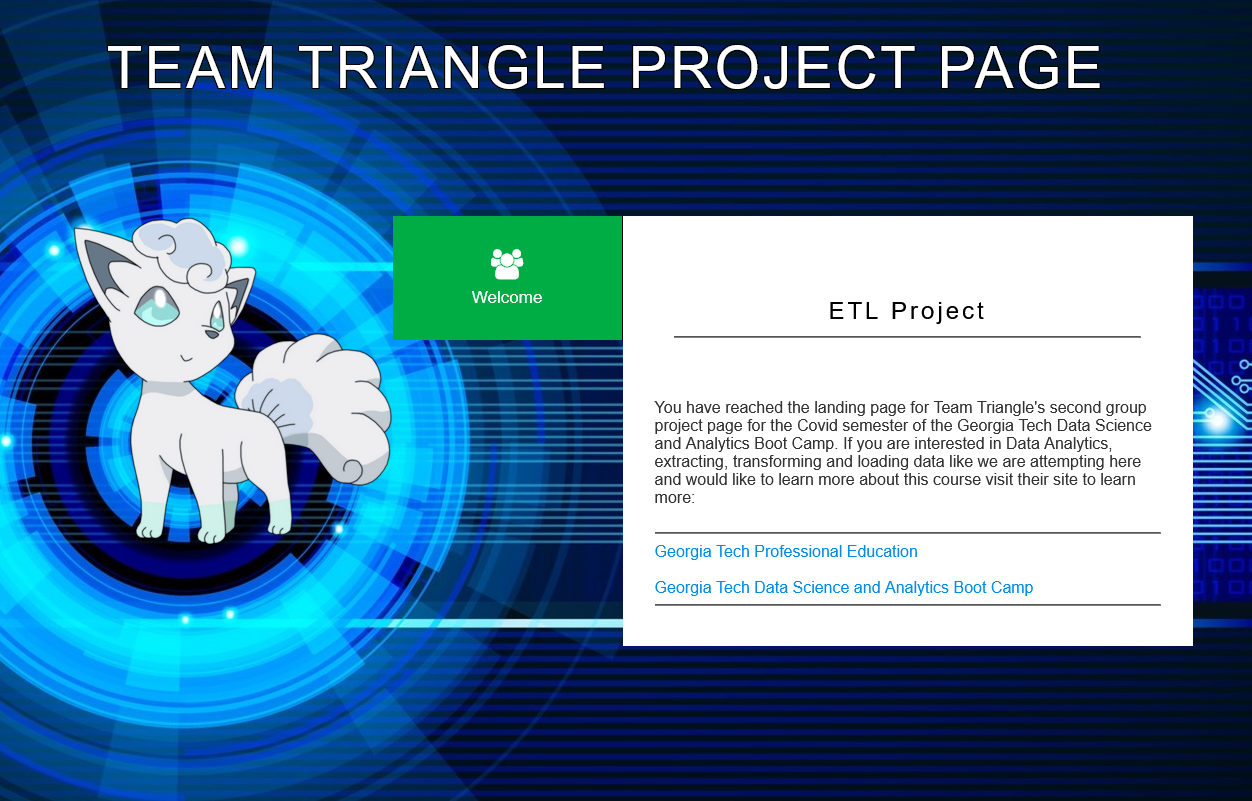 TEAM TRIANGLE PROJECT PAGE
Welcome
ETL Project
You have reached the landing page for Team Triangle's second group
project page for the Covid semester of the Georgia Tech Data Science
and Analytics Boot Camp. If you are interested in Data Analytics,
extracting, transforming and loading data like we are attempting here
and would like to learn more about this course visit their site to learn
more:
Georgia Tech Professional Education
Georgia Tech Data Science and Analytics Boot Camp